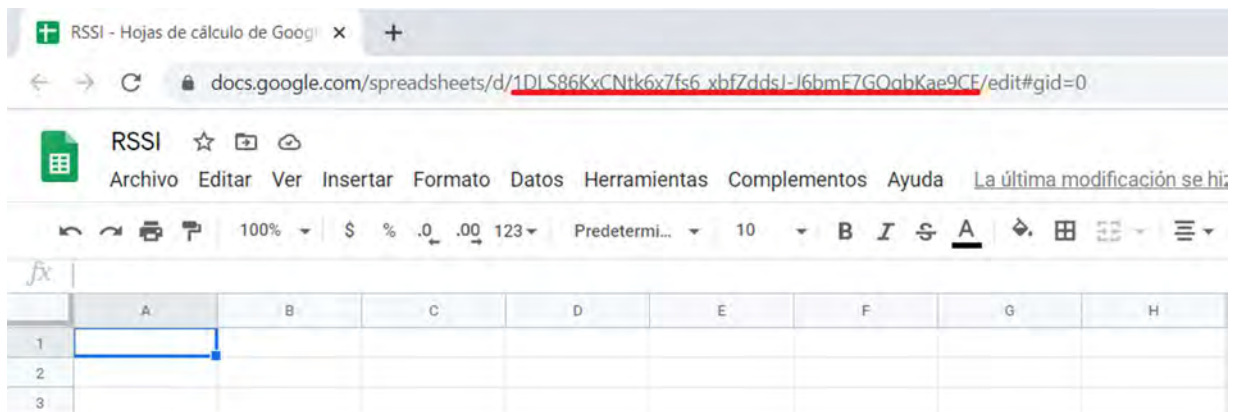 RSSI - Hojas de cálculo de Googl
docs.google.com/spreadsheets/d/1DLS86KxCNtk6x7fs6_xbfZddsJ-J6bmE7GOqbKae9CE/edit#gid=0
RSSI
Archivo Editar Ver Insertar Formato Datos Herramientas Complementos Ayuda La última modificación se hiz
100% $ % .0 .00 123 Predetermi... 10 B I S A
fx
A B C D E F G H
1
2
3